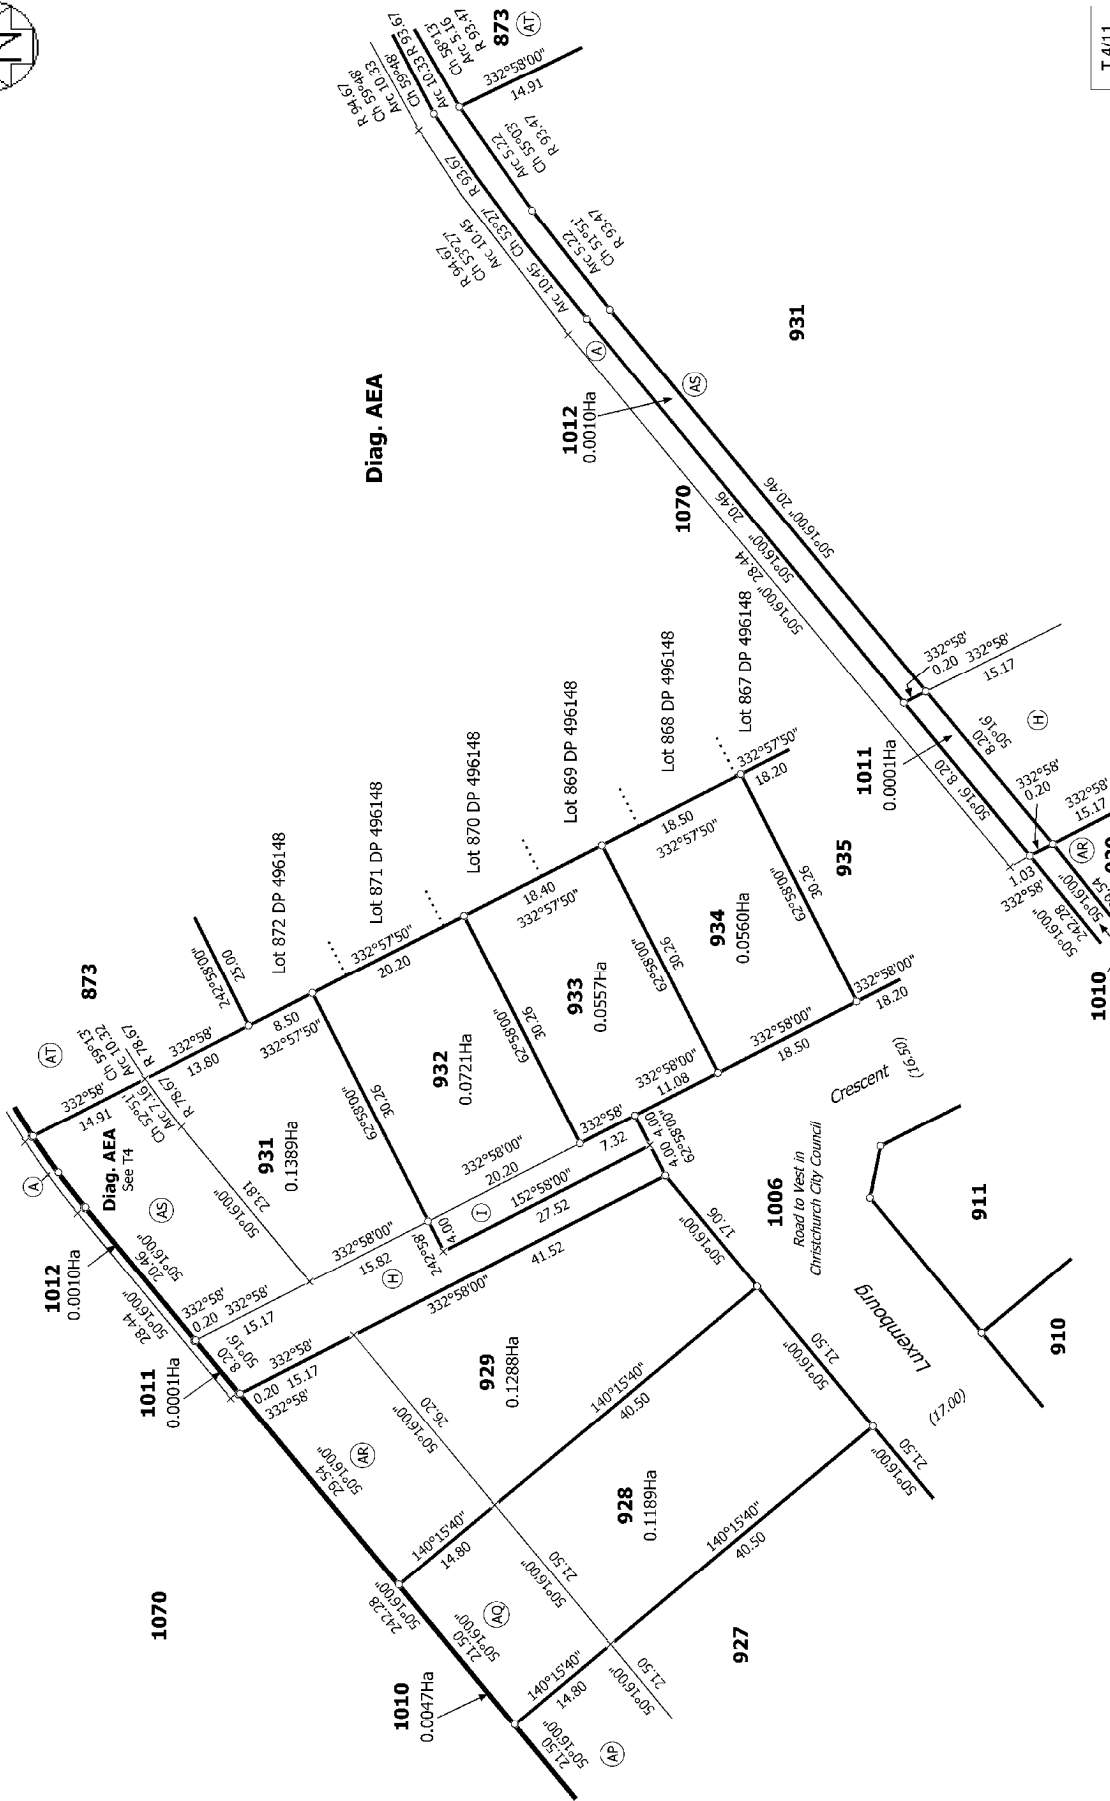 N
R 94.67
Ch 59°48'
Arc 10.33
Ch 59°48'
Arc 10.33 R 93.67
Ch 58°13'
Arc 5.16
R 93.47
873
AT
332°58'00"
14.91
Arc 5.22
Ch 55°03'
R 93.47
R 94.67
Ch 53°27'
Arc 10.45
Arc 10.45 Ch 53°27' R 93.67
Arc 5.22
Ch 51°51'
R 93.47
931
Diag. AEA
1012
0.0010Ha
A
AS
1070
50°16'00" 28.44
50°16'00"
20.46
50°16'00" 20.46
332°58'
0.20
332°58'
15.17
1011
0.0001Ha
50°16' 8.20
8.20
50°16'
H
332°58'
0.20
332°58'
15.17
1.03
332°58'
AR
50°16'00"
242.28
50°16'00"
1010
T 4/11
873
AT
242°58'00"
25.00
Lot 872 DP 496148
Lot 871 DP 496148
Lot 870 DP 496148
Lot 869 DP 496148
Lot 868 DP 496148
Lot 867 DP 496148
Ch 59°13'
Arc 10.32
R 78.67
Ch 52°51'
Arc 7.16
R 78.67
332°58'
14.91
332°58'
13.80
8.50
332°57'50"
332°57'50"
20.20
18.40
332°57'50"
18.50
332°57'50"
332°57'50"
18.20
A
Diag. AEA
See T4
AS
1012
0.0010Ha
20.46
50°16'00"
28.44
50°16'00"
931
0.1389Ha
50°16'00"
23.81
62°58'00"
30.26
932
0.0721Ha
62°58'00"
30.26
933
0.0557Ha
62°58'00"
30.26
934
0.0560Ha
62°58'00"
30.26
935
332°58'00"
18.20
332°58'00"
18.50
332°58'00"
11.08
332°58'
7.32
4.00 4.00
62°58'00"
332°58'00"
20.20
152°58'00"
27.52
I
242°58'
4.00
332°58'00"
15.82
H
332°58'00"
41.52
332°58'
0.20
332°58'
15.17
8.20
50°16'
332°58'
0.20 15.17
332°58'
1011
0.0001Ha
929
0.1288Ha
50°16'00"
26.20
29.54
50°16'00"
AR
140°15'40"
40.50
140°15'40"
14.80
50°16'00"
17.06
1006
Road to Vest in
Christchurch City Council
Crescent
(16.50)
911
910
Luxembourg
(17.00)
50°16'00"
21.50
50°16'00"
21.50
928
0.1189Ha
140°15'40"
40.50
50°16'00"
21.50
140°15'40"
14.80
50°16'00"
21.50
927
1070
242.28
50°16'00"
21.50
50°16'00"
AQ
1010
0.0047Ha
21.50
50°16'00"
AP